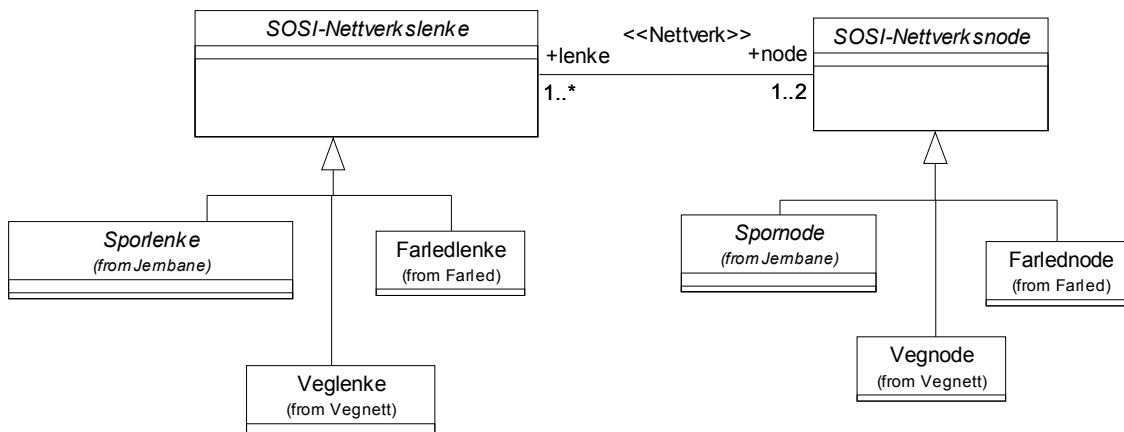 SOSI-Nettverkslenke
<<Nettverk>>
SOSI-Nettverksnode
+lenke
+node
1..*
1..2
Sporlenke
(from Jernbane)
Farledlenke
(from Farled)
Spornode
(from Jernbane)
Farlednode
(from Farled)
Veglenke
(from Vegnett)
Vegnode
(from Vegnett)